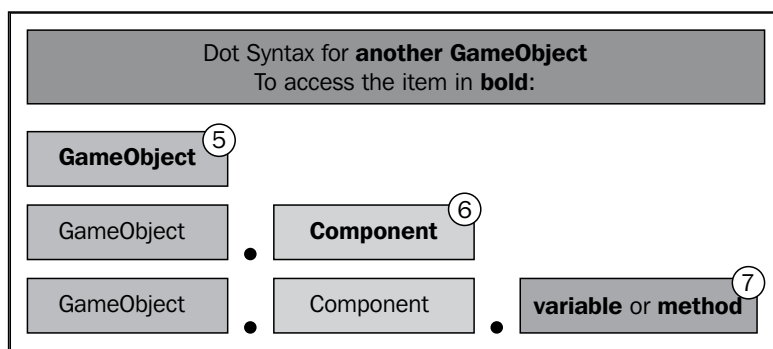 Dot Syntax for another GameObject
To access the item in bold:
GameObject 5
GameObject . Component 6
GameObject . Component . variable or method 7